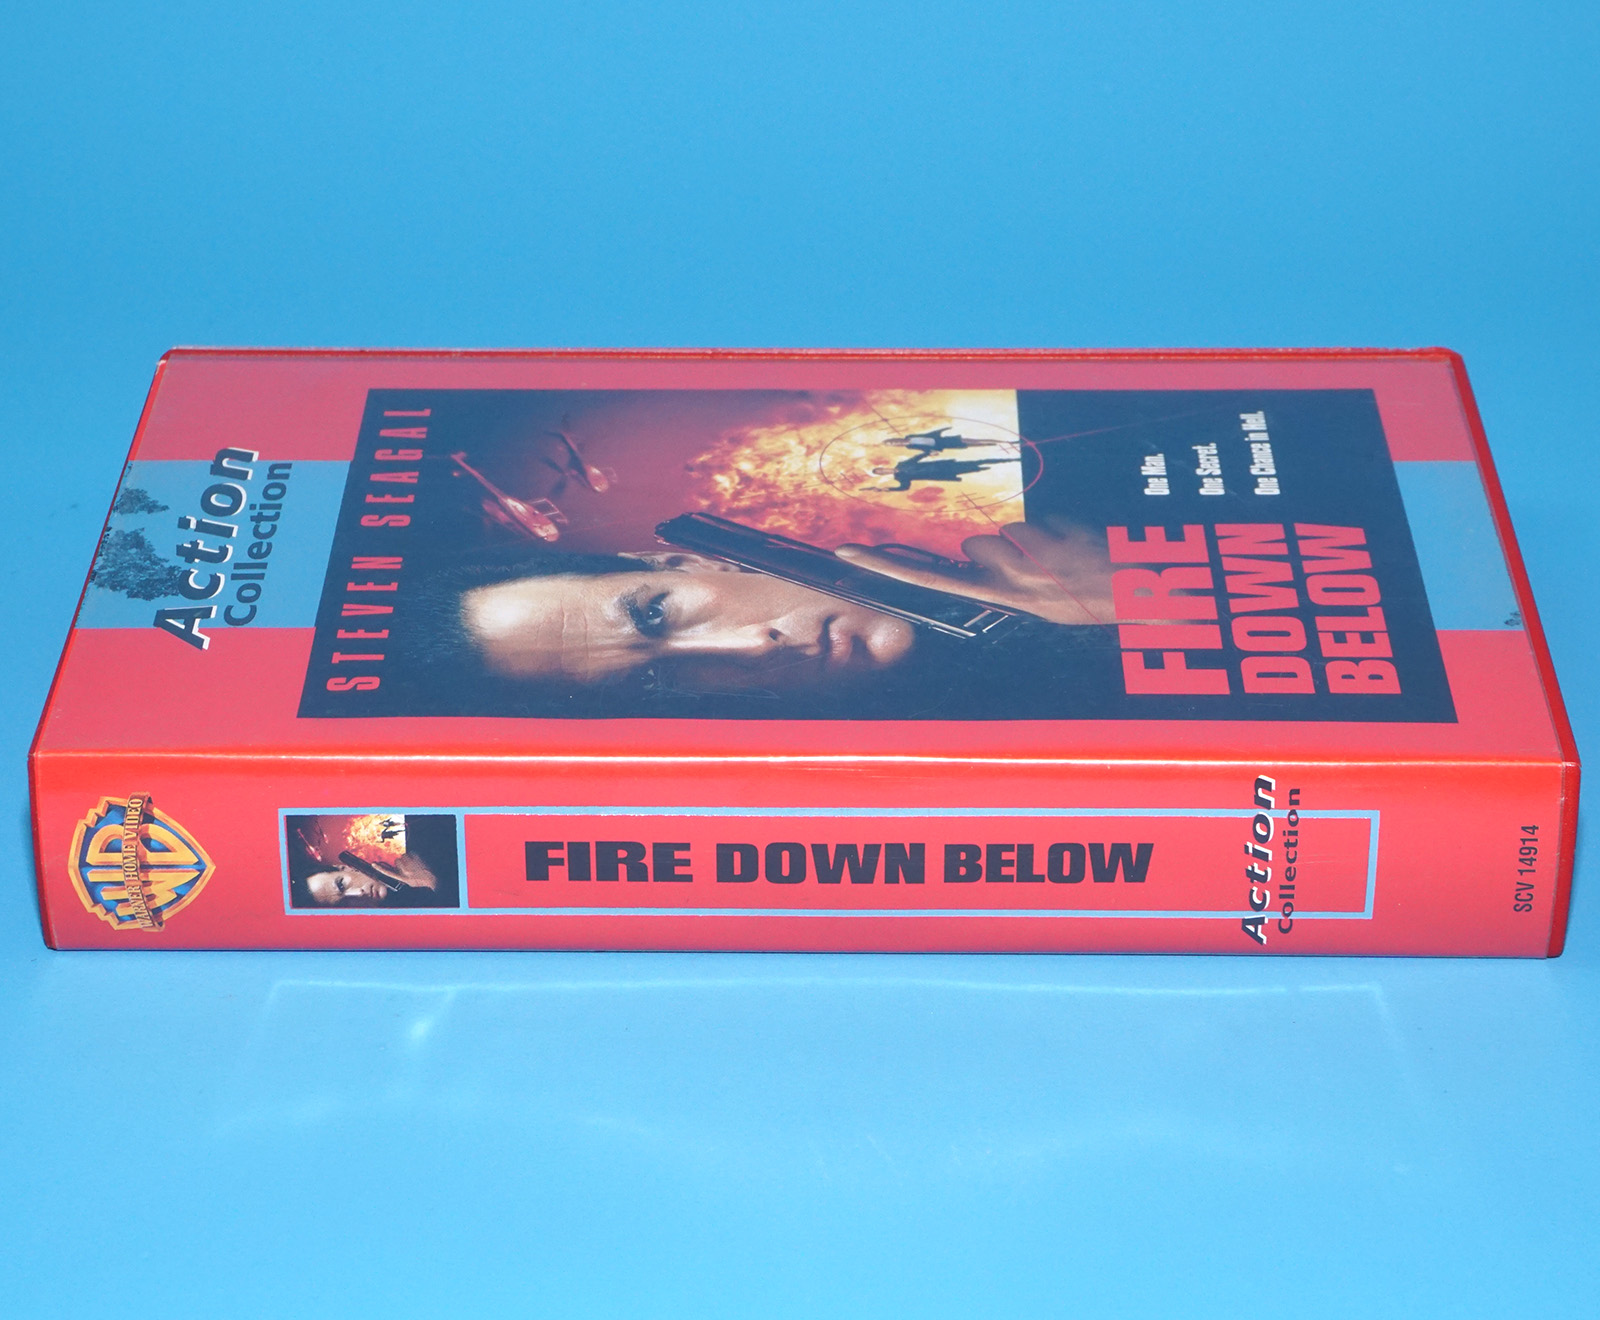 Action
Collection
STEVEN SEAGAL
One Man.
One Secret.
One Chance in Hell.
FIRE
DOWN
BELOW
WARNER HOME VIDEO
FIRE DOWN BELOW
Action
Collection
SCV 14914